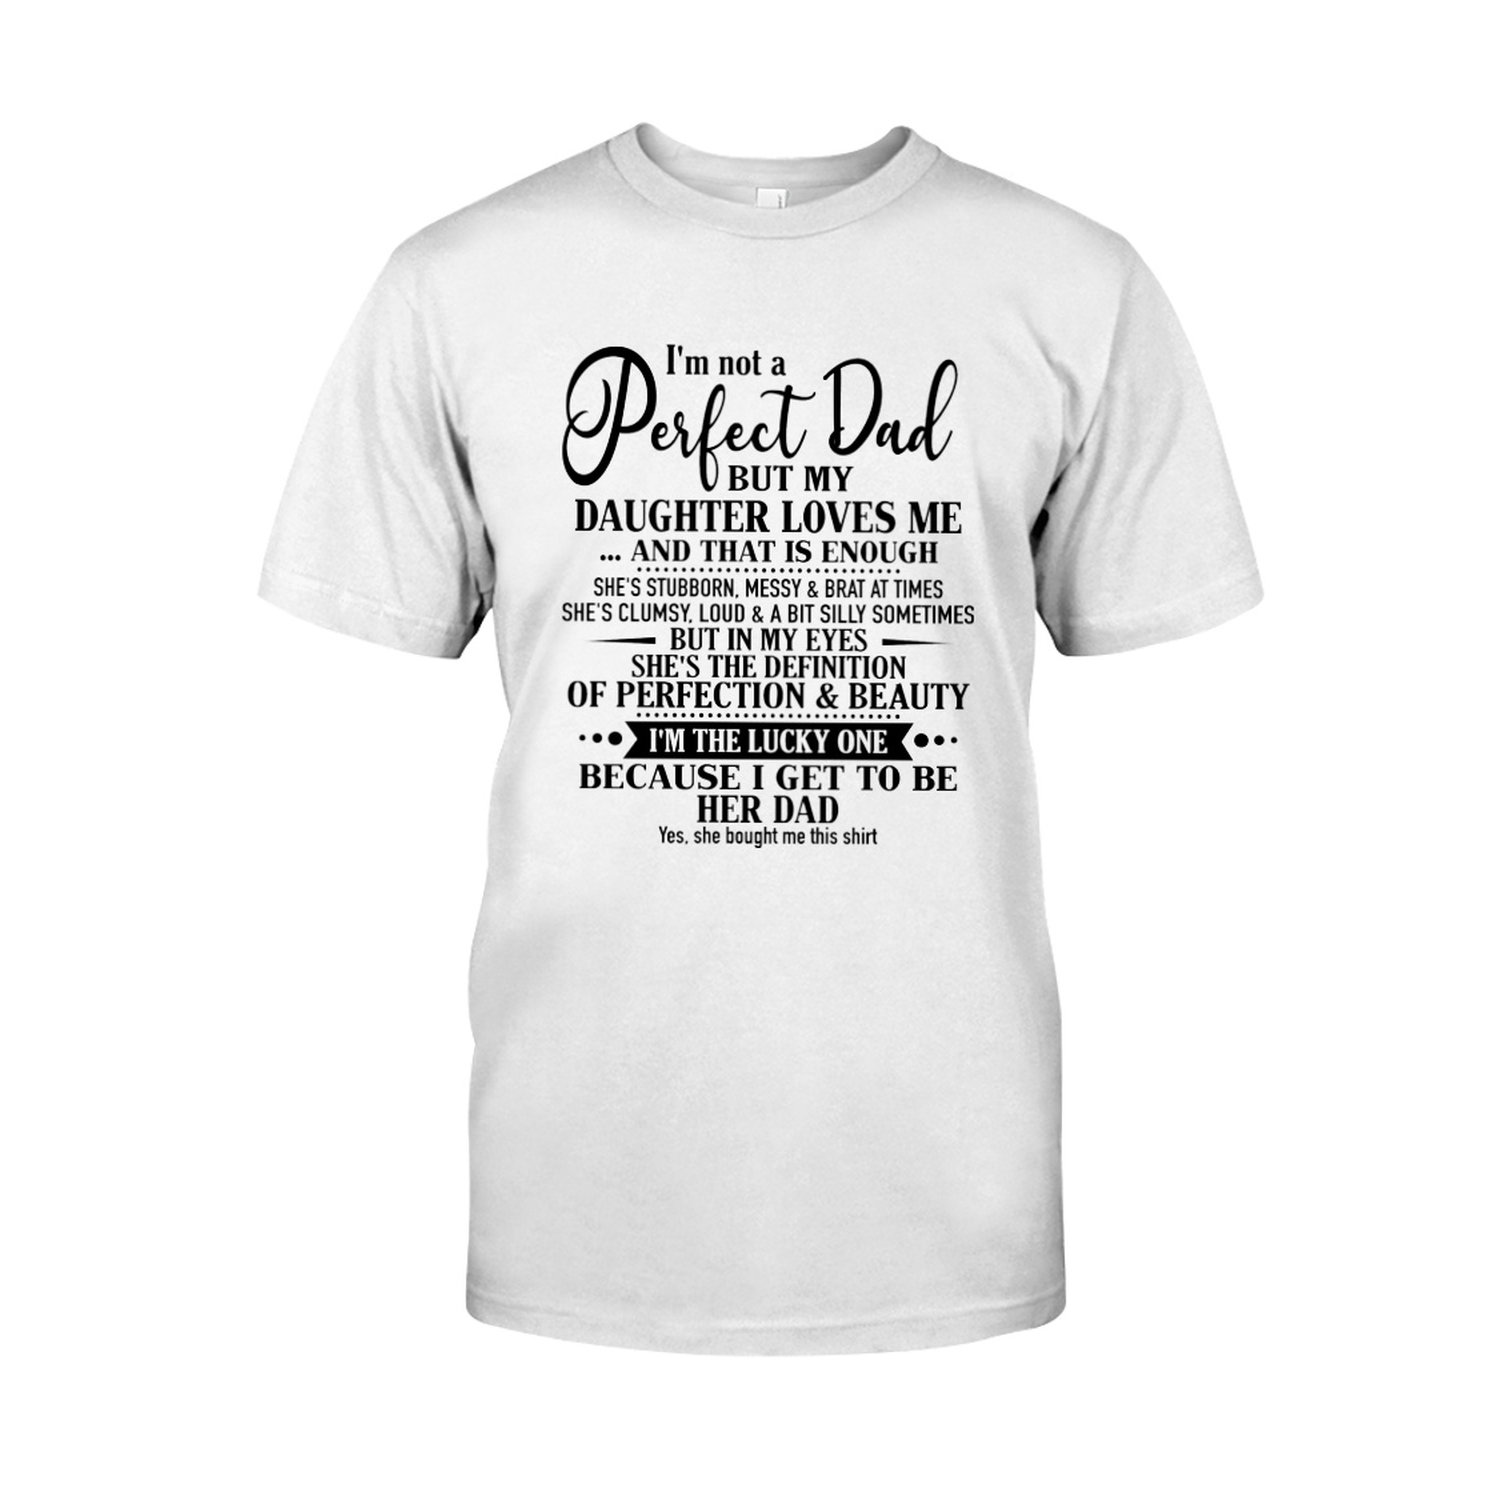 I'm not a
Perfect Dad
BUT MY
DAUGHTER LOVES ME
... AND THAT IS ENOUGH
SHE'S STUBBORN, MESSY & BRAT AT TIMES
SHE'S CLUMSY, LOUD & A BIT SILLY SOMETIMES
BUT IN MY EYES
SHE'S THE DEFINITION
OF PERFECTION & BEAUTY
I'M THE LUCKY ONE
BECAUSE I GET TO BE
HER DAD
Yes, she bought me this shirt